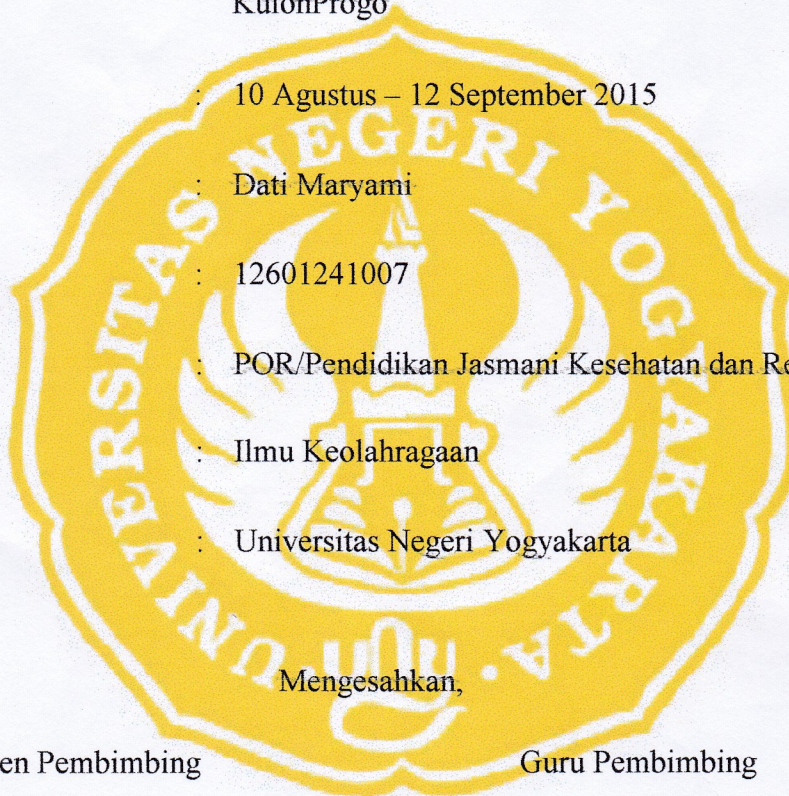 KulonProgo
: 10 Agustus – 12 September 2015
: Dati Maryami
: 12601241007
: POR/Pendidikan Jasmani Kesehatan dan Re
: Ilmu Keolahragaan
: Universitas Negeri Yogyakarta
Mengesahkan,
en Pembimbing Guru Pembimbing
UNIVERSITAS NEGERI YOGYAKARTA